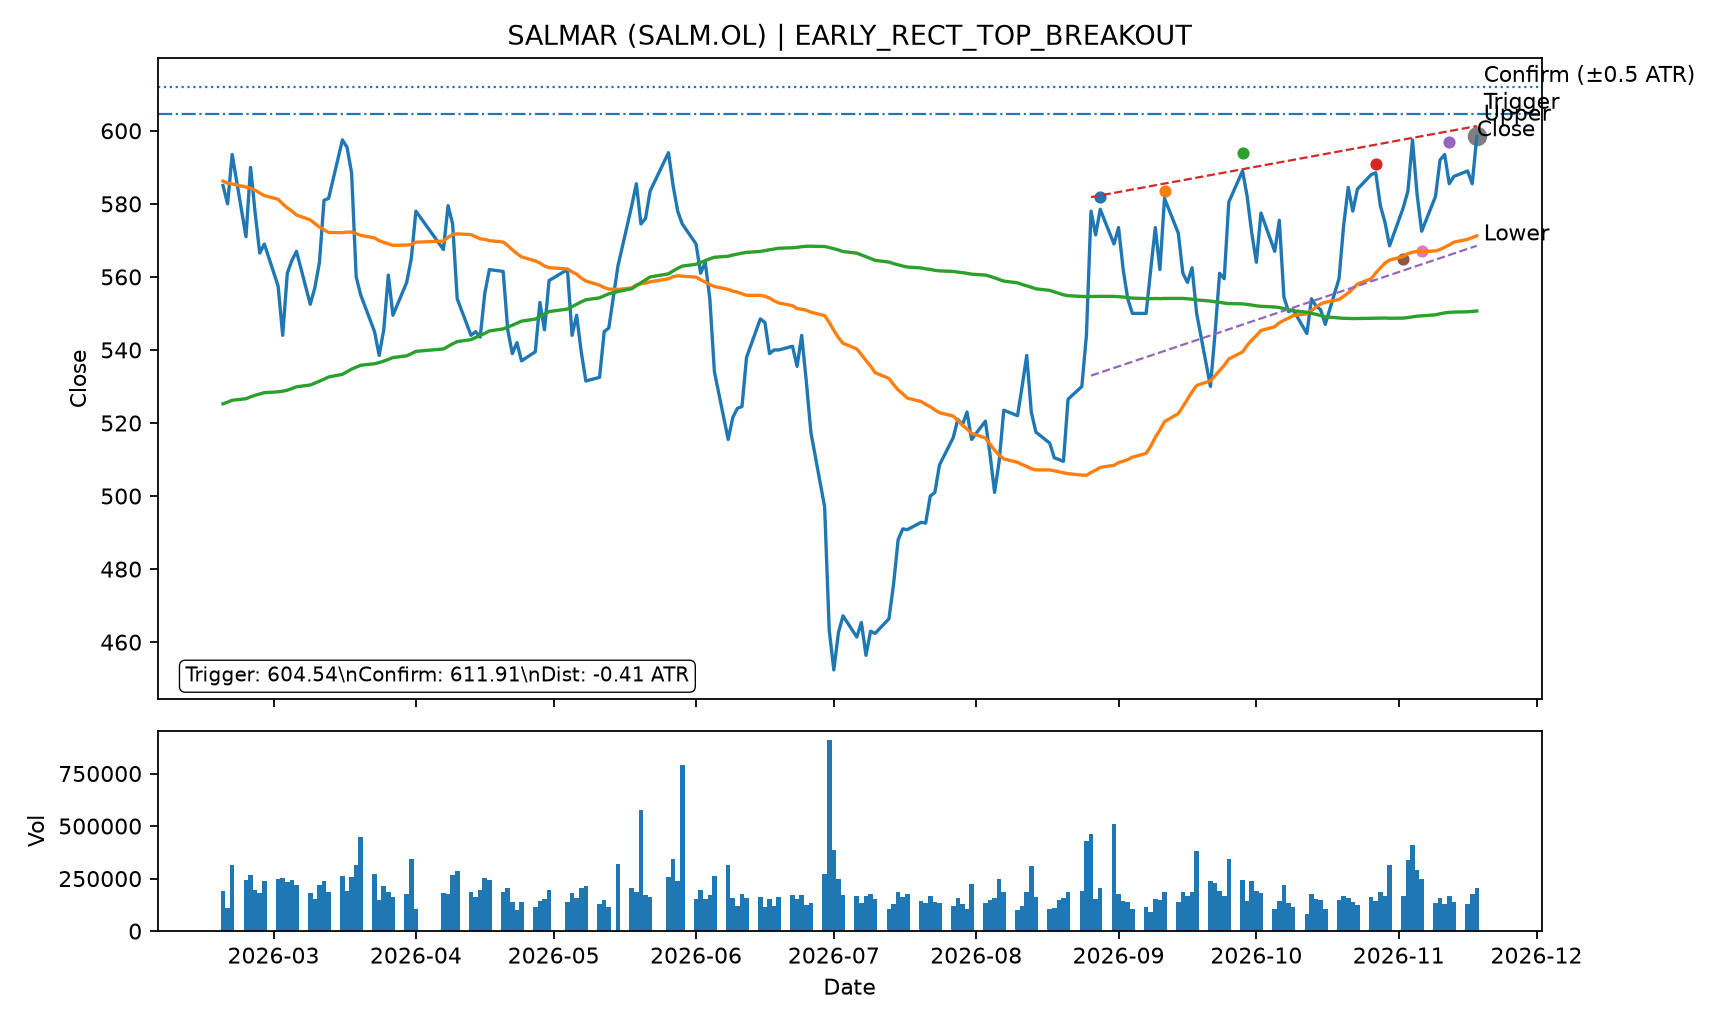 SALMAR (SALM.OL) | EARLY_RECT_TOP_BREAKOUT
Confirm (±0.5 ATR)
Trigger
Upper
Close
Lower
Close
600
580
560
540
520
500
480
460
Trigger: 604.54\nConfirm: 611.91\nDist: -0.41 ATR
Vol
750000
500000
250000
0
2026-03 2026-04 2026-05 2026-06 2026-07 2026-08 2026-09 2026-10 2026-11 2026-12
Date